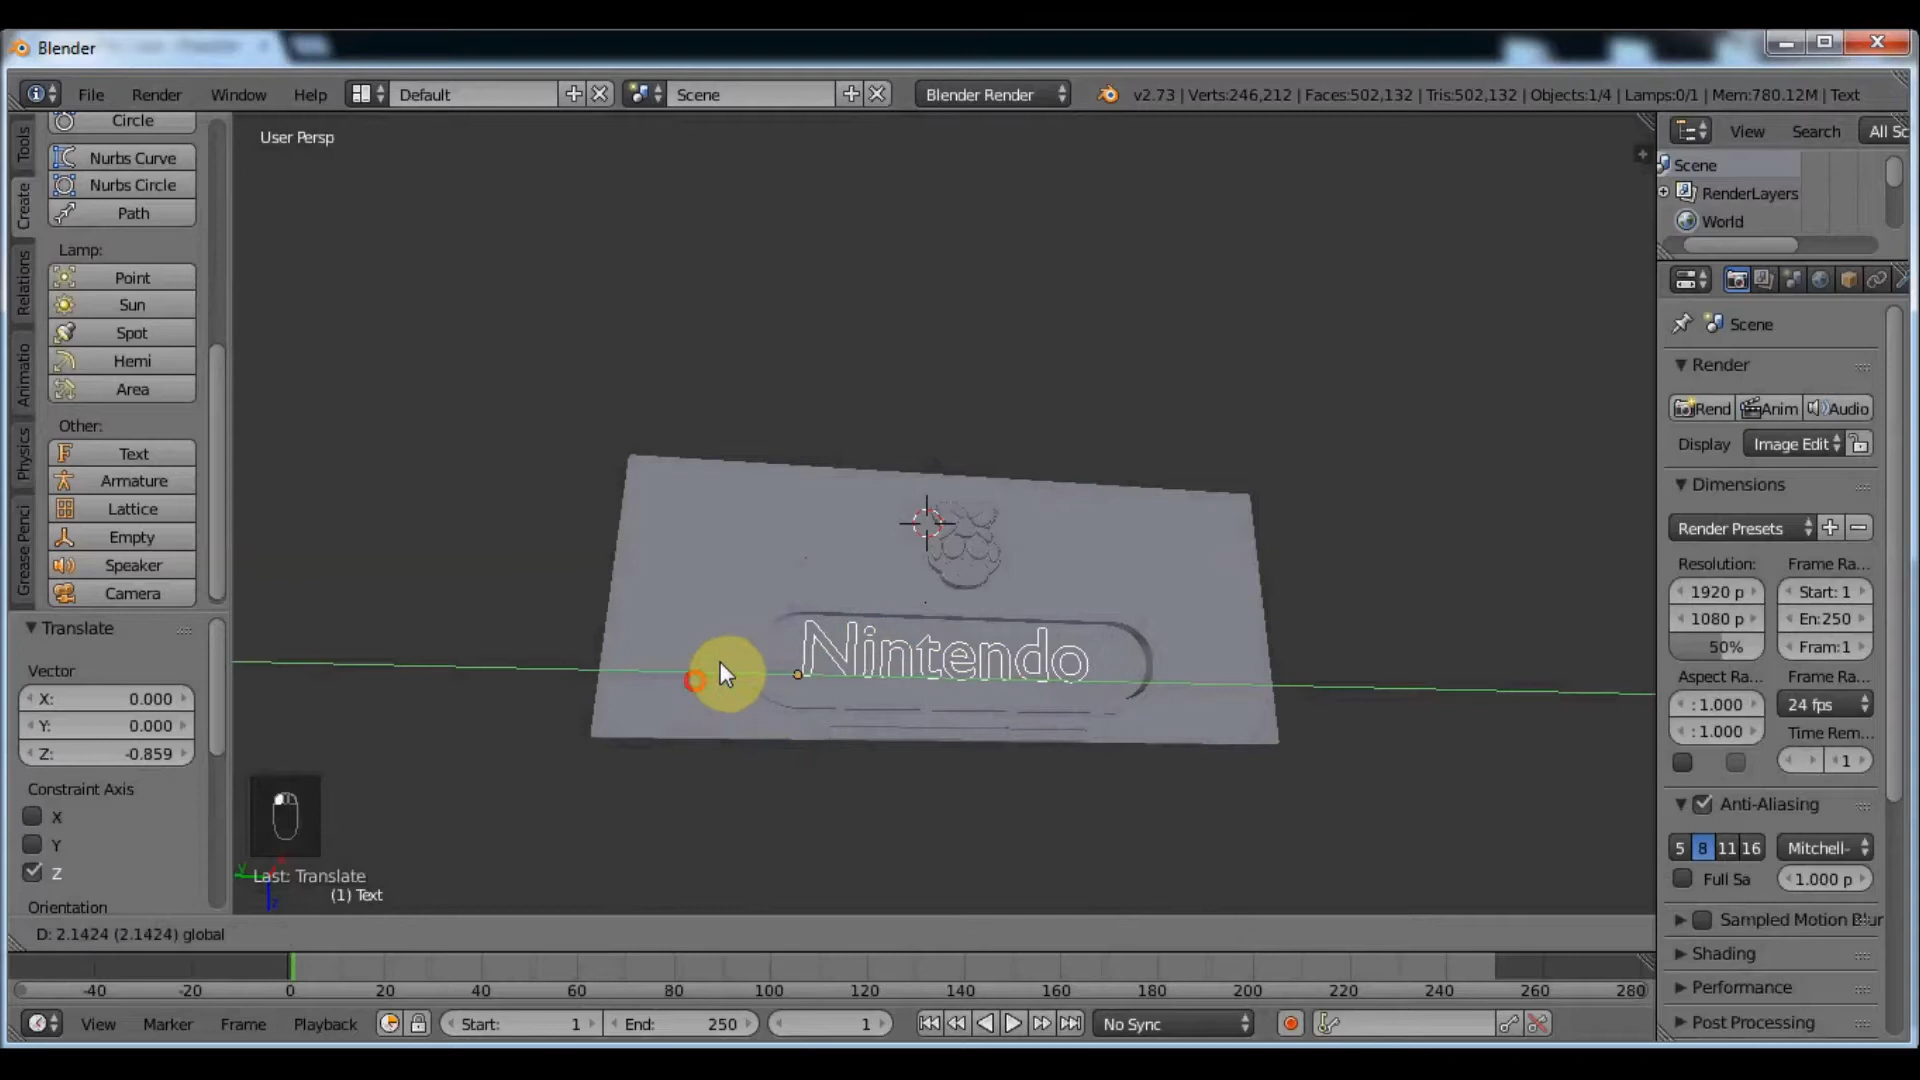 Blender
File Render Window Help Default Scene Blender Render v2.73 | Verts:246,212 | Faces:502,132 | Tris:502,132 | Objects:1/4 | Lamps:0/1 | Mem:780.12M | Text
Tools
Create
Relations
Animatio
Physics
Grease Penci
Circle
Nurbs Curve
Nurbs Circle
Path
Lamp:
Point
Sun
Spot
Hemi
Area
Other:
Text
Armature
Lattice
Empty
Speaker
Camera
Translate
Vector
X: 0.000
Y: 0.000
Z: -0.859
Constraint Axis
X
Y
Z
Orientation
User Persp
Nintendo
Last: Translate
(1) Text
D: 2.1424 (2.1424) global
View Search All Sc
Scene
RenderLayers
World
Scene
Render
Rend Anim Audio
Display Image Edit
Dimensions
Render Presets
Resolution: Frame Ra...
1920 p Start: 1
1080 p En:250
50% Fram:1
Aspect Ra... Frame Ra...
: 1.000 24 fps
: 1.000 Time Rem...
1
Anti-Aliasing
5 8 11 16 Mitchell-
Full Sa 1.000 p
Sampled Motion Blur
Shading
Performance
Post Processing
-40 -20 0 20 40 60 80 100 120 140 160 180 200 220 240 260 280
View Marker Frame Playback Start: 1 End: 250 1 No Sync